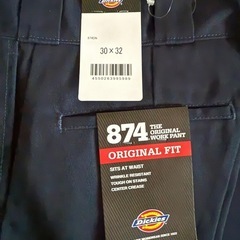 Dickies
30×32
874 THE
ORIGINAL
WORK PANT
ORIGINAL FIT
SITS AT WAIST
WRINKLE RESISTANT
TOUGH ON STAINS
CENTER CREASE
Dickies